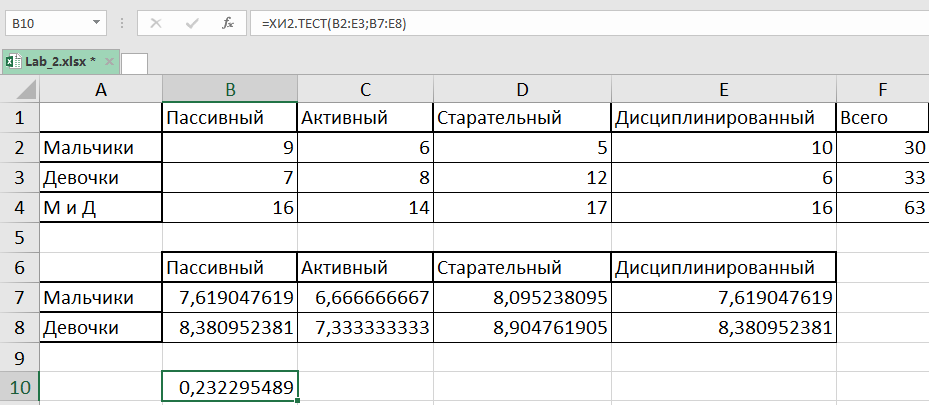 B10 =ХИ2.ТЕСТ(B2:E3;B7:E8)
Lab_2.xlsx *
A B C D E F
1 Пассивный Активный Старательный Дисциплинированный Всего
2 Мальчики 9 6 5 10 30
3 Девочки 7 8 12 6 33
4 М и Д 16 14 17 16 63
5
6 Пассивный Активный Старательный Дисциплинированный
7 Мальчики 7,619047619 6,666666667 8,095238095 7,619047619
8 Девочки 8,380952381 7,333333333 8,904761905 8,380952381
9
10 0,232295489